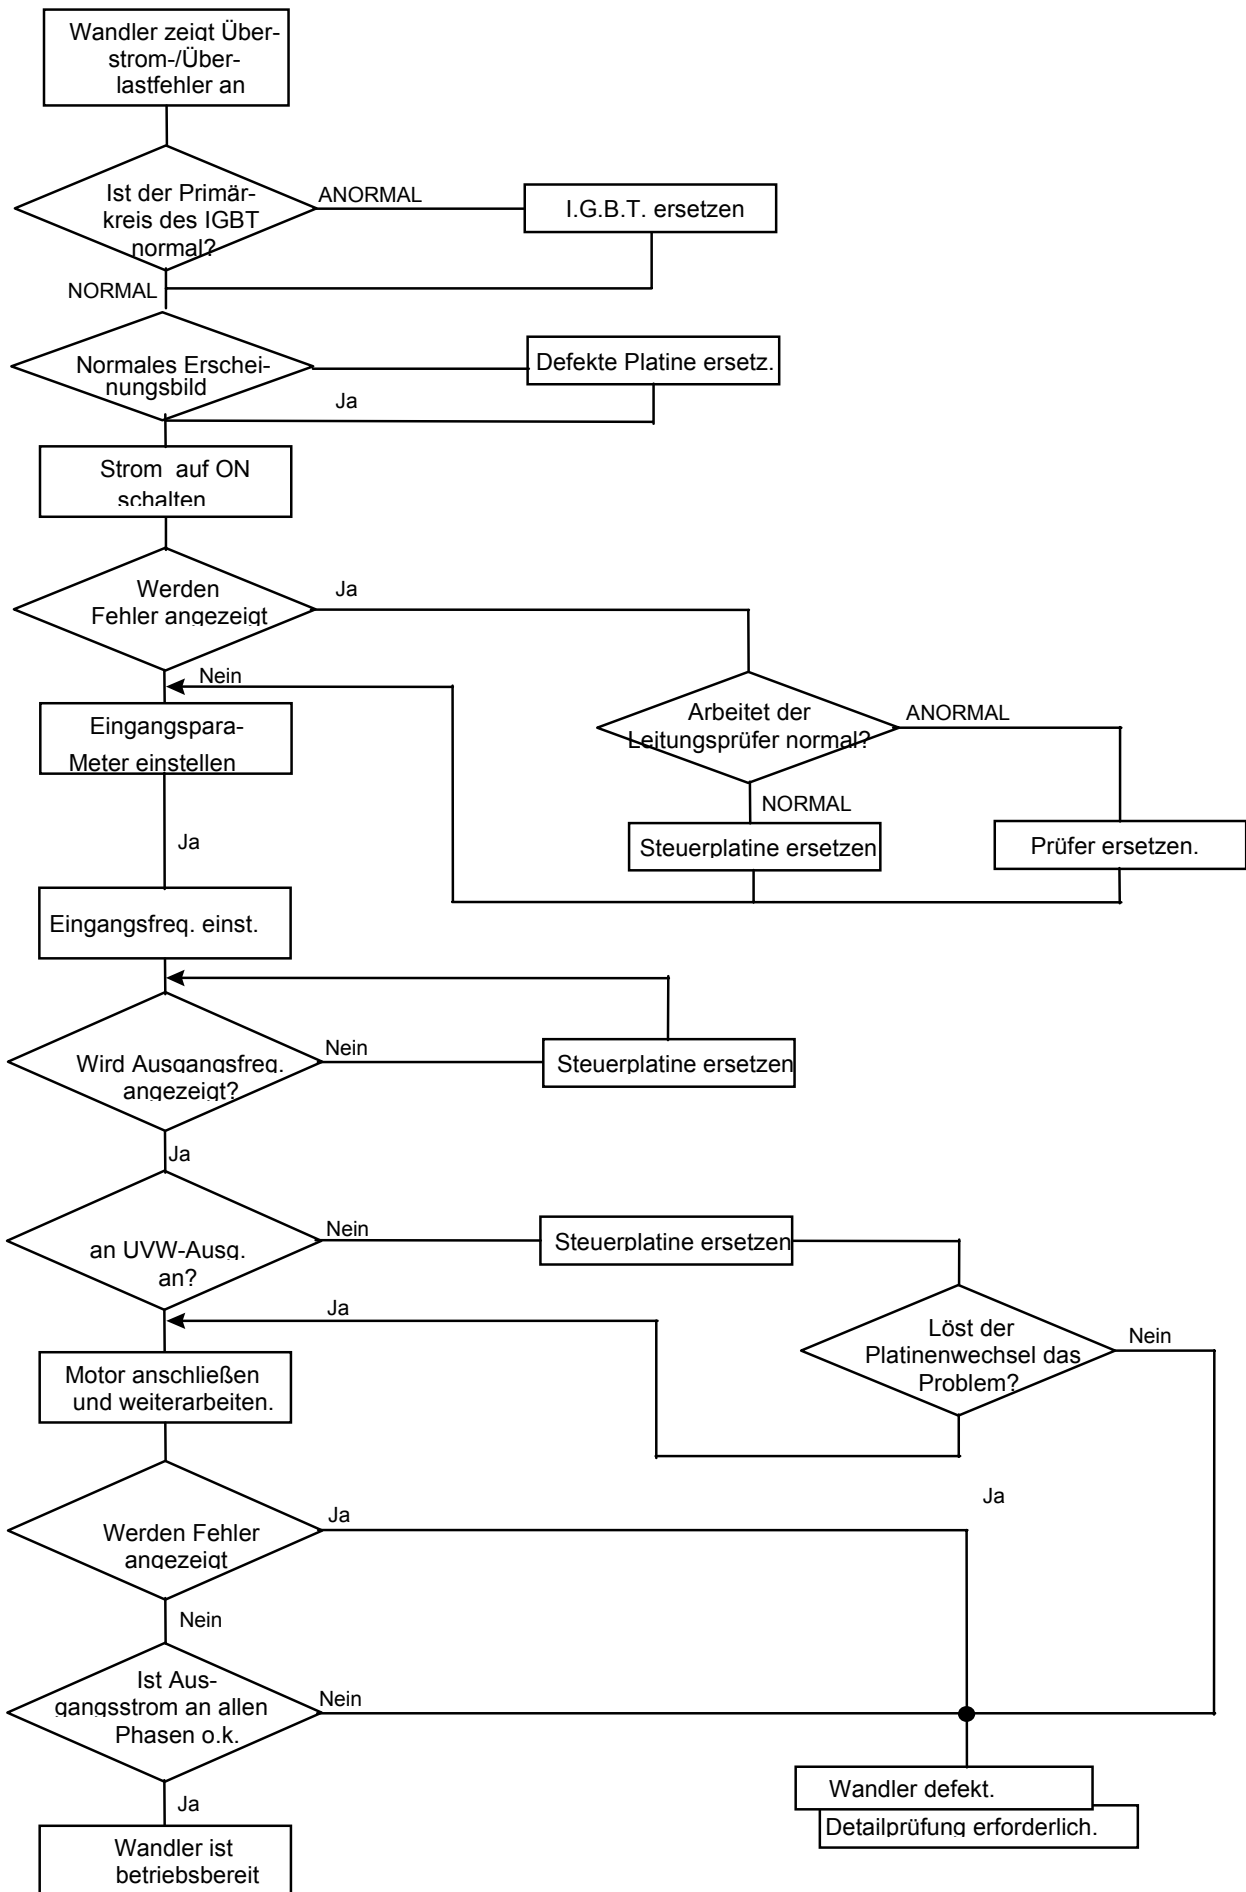 Wandler zeigt Über-
strom-/Über-
lastfehler an
Ist der Primär-
kreis des IGBT
normal?
ANORMAL
I.G.B.T. ersetzen
NORMAL
Normales Erschei-
nungsbild
Defekte Platine ersetz.
Ja
Strom auf ON
schalten
Werden
Fehler angezeigt
Ja
Nein
Eingangspara-
Meter einstellen
Arbeitet der
Leitungsprüfer normal?
ANORMAL
NORMAL
Steuerplatine ersetzen
Prüfer ersetzen.
Ja
Eingangsfreq. einst.
Wird Ausgangsfreq.
angezeigt?
Nein
Steuerplatine ersetzen
Ja
an UVW-Ausg.
an?
Nein
Steuerplatine ersetzen
Ja
Löst der
Platinenwechsel das
Problem?
Nein
Motor anschließen
und weiterarbeiten.
Ja
Werden Fehler
angezeigt
Ja
Nein
Ist Aus-
gangsstrom an allen
Phasen o.k.
Nein
Wandler defekt.
Detailprüfung erforderlich.
Ja
Wandler ist
betriebsbereit